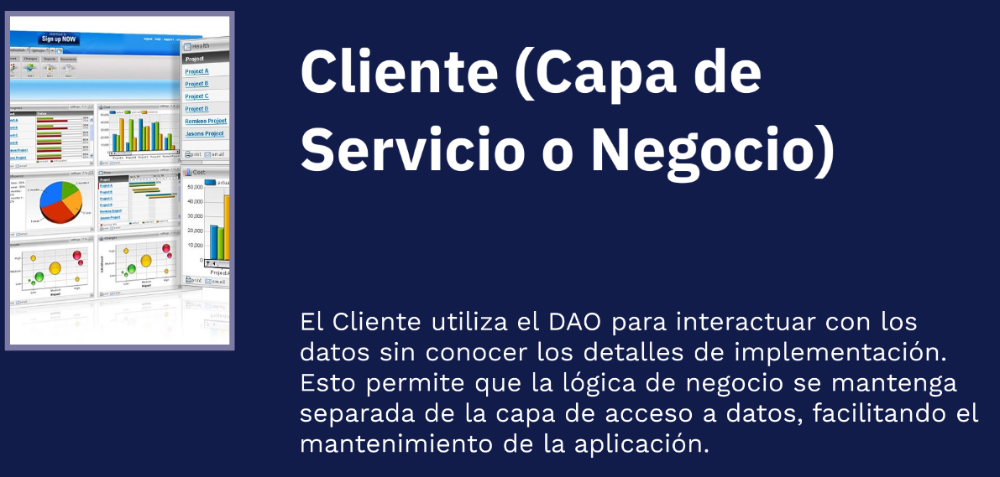 Cliente (Capa de
Servicio o Negocio)
El Cliente utiliza el DAO para interactuar con los
datos sin conocer los detalles de implementación.
Esto permite que la lógica de negocio se mantenga
separada de la capa de acceso a datos, facilitando el
mantenimiento de la aplicación.
Sign up NOW
Health
Project
Project A
Project B
Project C
Project D
Remkos Project
Jasons Project
print email
Cost
50,000
40,000
30,000
20,000
10,000
0
print email